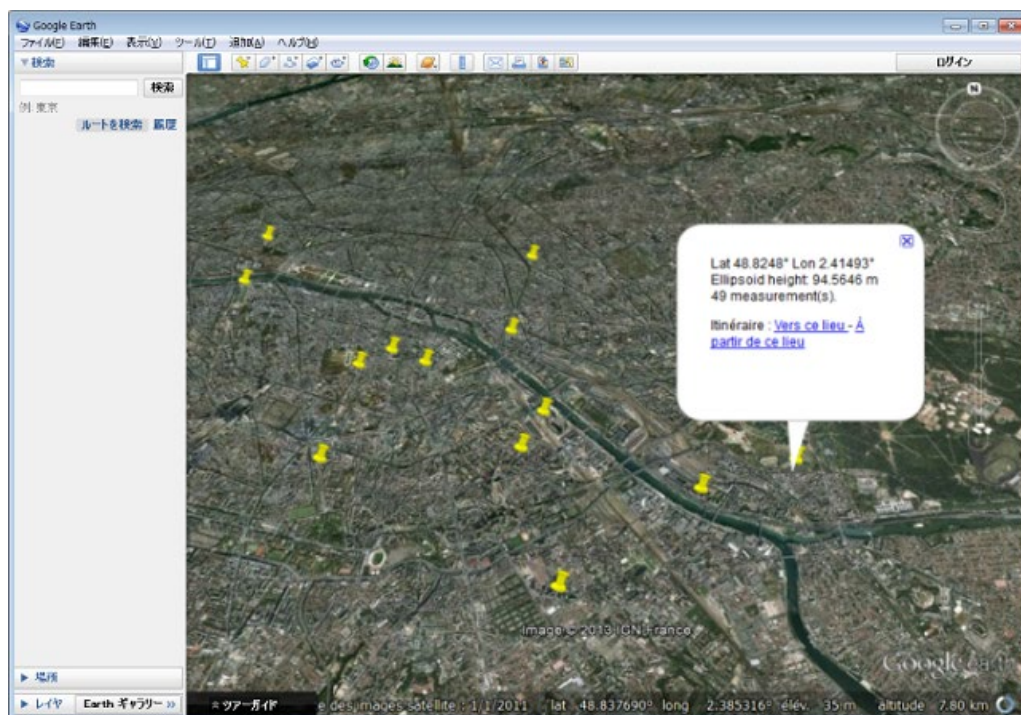 Google Earth
ファイル(F) 編集(E) 表示(V) ツール(T) 追加(A) ヘルプ(H)
▼検索
ログイン
検索
例: 東京
ルートを検索 履歴
N
Lat 48.8248° Lon 2.41493°
Ellipsoid height: 94.5646 m
49 measurement(s).
Itinéraire : Vers ce lieu - À
partir de ce lieu
Image © 2013 IGN France
Google earth
▶ 場所
▶ レイヤ Earth ギャラリー >>
ツアーガイド e des images satellite : 1/1/2011 lat 48.837690° long 2.385316° élév. 35 m altitude 7.80 km